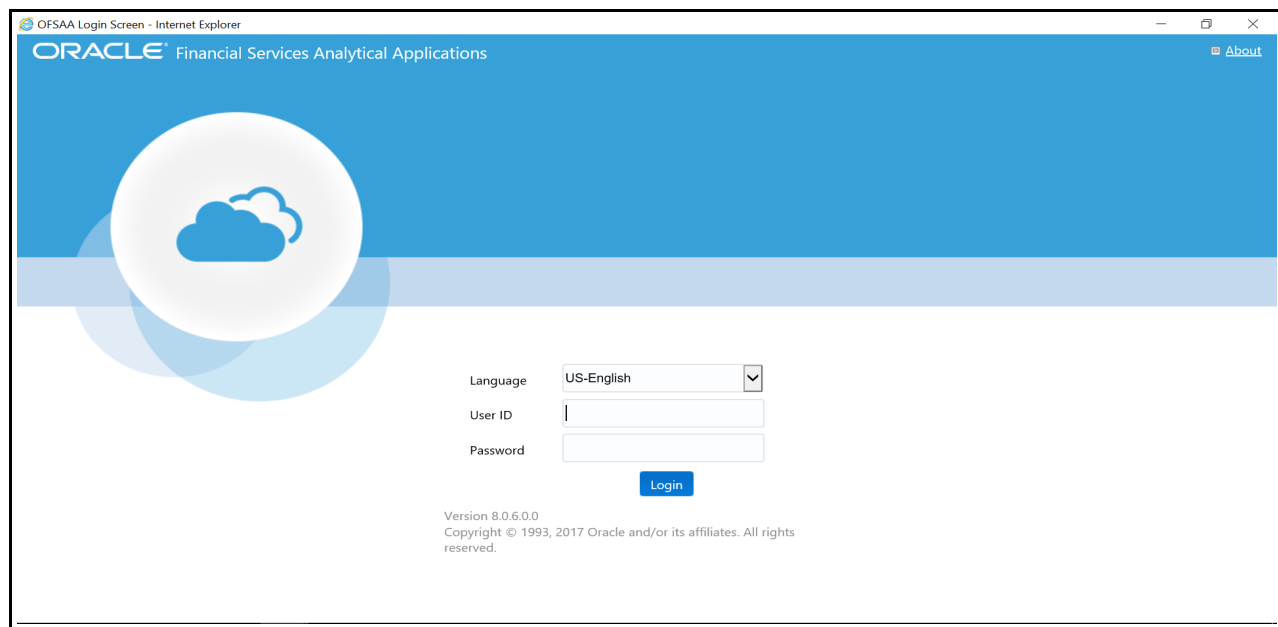 OFSAA Login Screen - Internet Explorer
ORACLE® Financial Services Analytical Applications
About
Language US-English
User ID
Password
Login
Version 8.0.6.0.0
Copyright © 1993, 2017 Oracle and/or its affiliates. All rights
reserved.